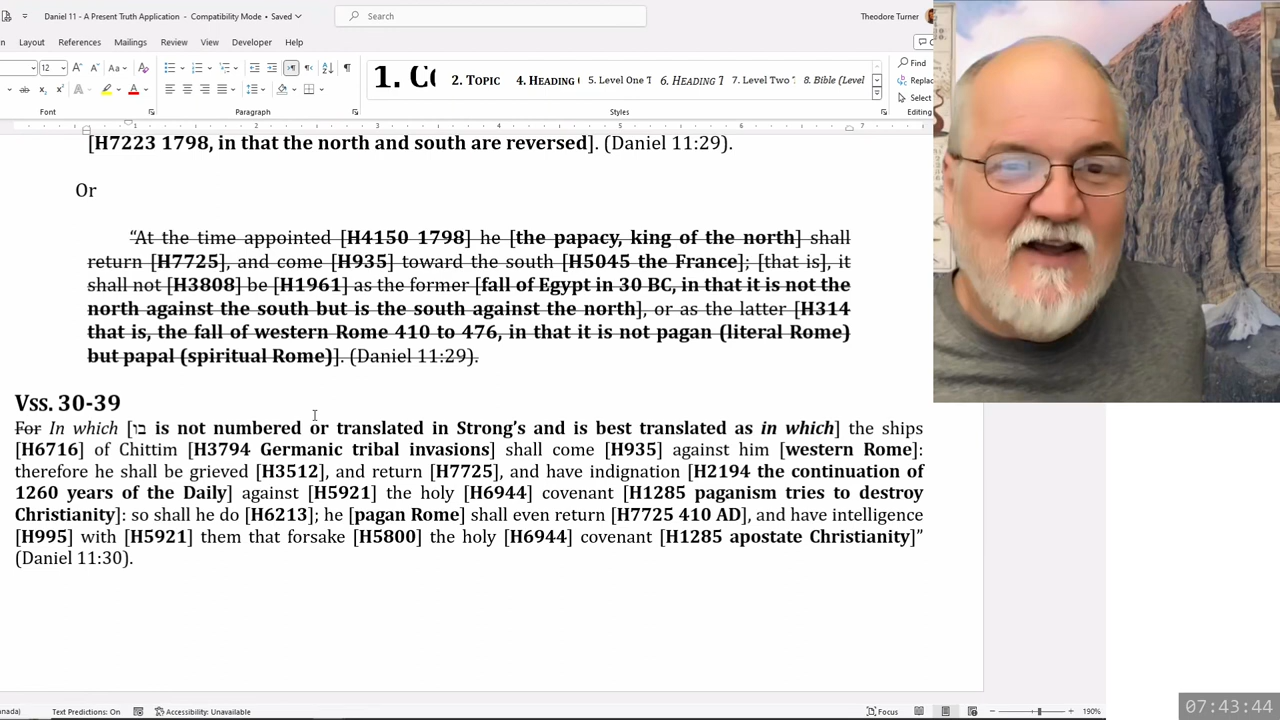 Daniel 11 - A Present Truth Application - Compatibility Mode • Saved
Search
Theodore Turner
Layout References Mailings Review View Developer Help
12
Aa
1. Co 2. Topic 4. Heading 5. Level One 6. Heading 7. Level Two 8. Bible (Level
Find
Replac
Select
Font Paragraph Styles Editing
1 2 3 4 5 6 7
[H7223 1798, in that the north and south are reversed]. (Daniel 11:29).
Or
“At the time appointed [H4150 1798] he [the papacy, king of the north] shall
return [H7725], and come [H935] toward the south [H5045 the France]; [that is], it
shall not [H3808] be [H1961] as the former [fall of Egypt in 30 BC, in that it is not the
north against the south but is the south against the north], or as the latter [H314
that is, the fall of western Rome 410 to 476, in that it is not pagan (literal Rome)
but papal (spiritual Rome)]. (Daniel 11:29).
Vss. 30-39
For In which [בו is not numbered or translated in Strong’s and is best translated as in which] the ships
[H6716] of Chittim [H3794 Germanic tribal invasions] shall come [H935] against him [western Rome]:
therefore he shall be grieved [H3512], and return [H7725], and have indignation [H2194 the continuation of
1260 years of the Daily] against [H5921] the holy [H6944] covenant [H1285 paganism tries to destroy
Christianity]: so shall he do [H6213]; he [pagan Rome] shall even return [H7725 410 AD], and have intelligence
[H995] with [H5921] them that forsake [H5800] the holy [H6944] covenant [H1285 apostate Christianity]”
(Daniel 11:30).
nada) Text Predictions: On Accessibility: Unavailable Focus 190%
07:43:44